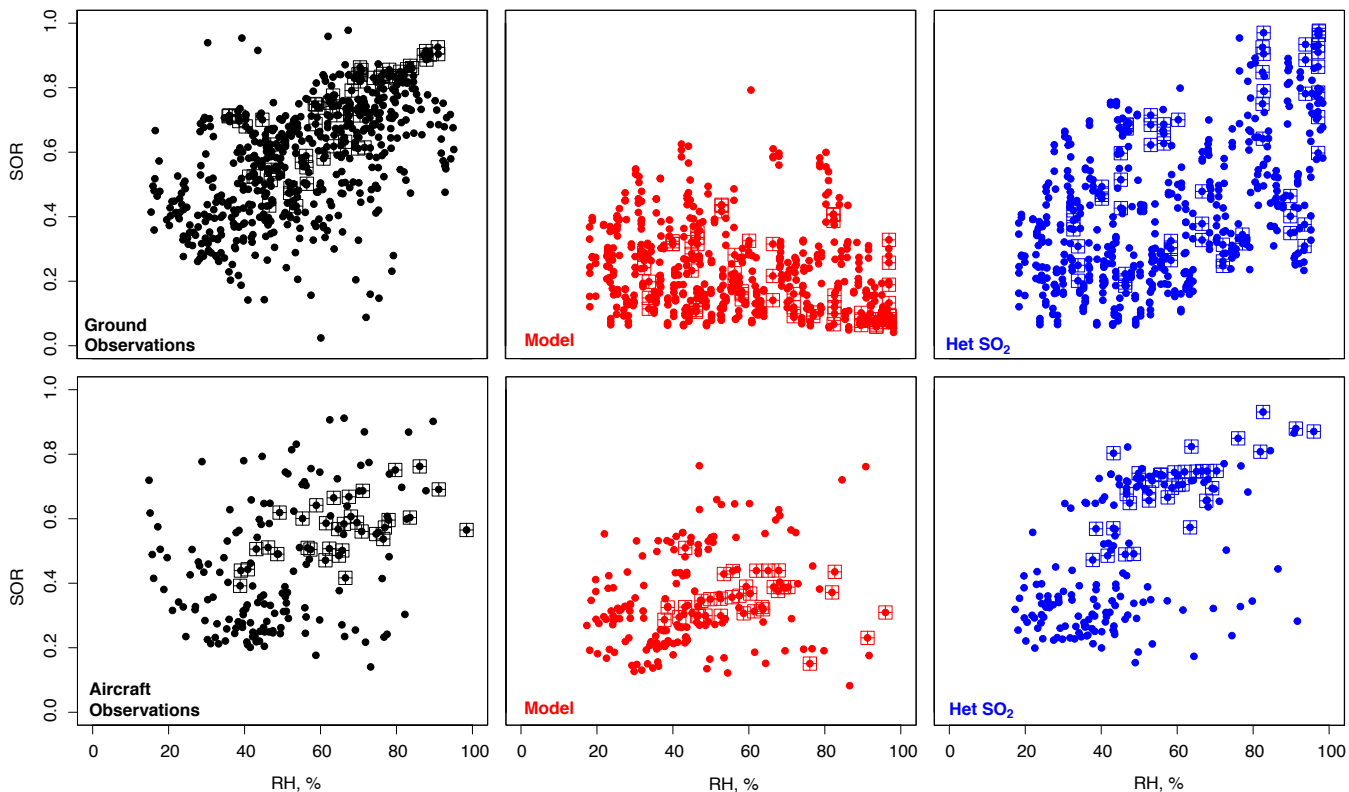 SOR
1.0
0.8
0.6
0.4
0.2
0.0
Ground
Observations
Model
Het SO₂
SOR
1.0
0.8
0.6
0.4
0.2
0.0
Aircraft
Observations
Model
Het SO₂
0 20 40 60 80 100
0 20 40 60 80 100
0 20 40 60 80 100
RH, %
RH, %
RH, %